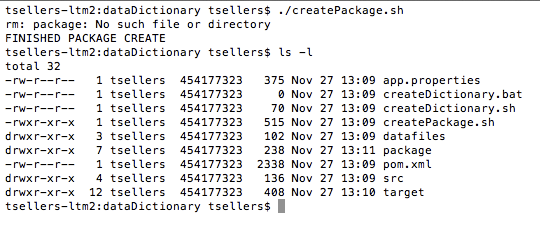 tsellers-ltm2:dataDictionary tsellers$ ./createPackage.sh
rm: package: No such file or directory
FINISHED PACKAGE CREATE
tsellers-ltm2:dataDictionary tsellers$ ls -l
total 32
-rw-r--r--   1 tsellers  454177323   375 Nov 27 13:09 app.properties
-rw-r--r--   1 tsellers  454177323     0 Nov 27 13:09 createDictionary.bat
-rw-r--r--   1 tsellers  454177323    70 Nov 27 13:09 createDictionary.sh
-rwxr-xr-x   1 tsellers  454177323   515 Nov 27 13:09 createPackage.sh
drwxr-xr-x   3 tsellers  454177323   102 Nov 27 13:09 datafiles
drwxr-xr-x   7 tsellers  454177323   238 Nov 27 13:11 package
-rw-r--r--   1 tsellers  454177323  2338 Nov 27 13:09 pom.xml
drwxr-xr-x   4 tsellers  454177323   136 Nov 27 13:09 src
drwxr-xr-x  12 tsellers  454177323   408 Nov 27 13:10 target
tsellers-ltm2:dataDictionary tsellers$